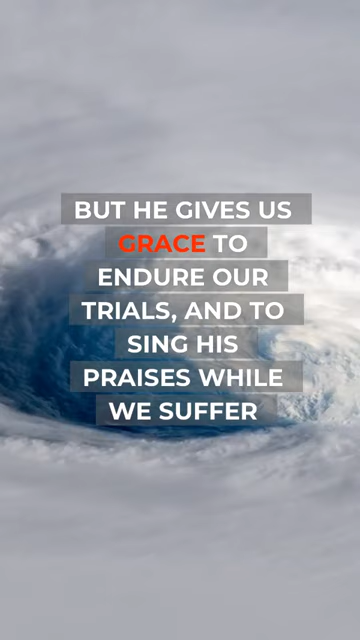 BUT HE GIVES US
GRACE TO
ENDURE OUR
TRIALS, AND TO
SING HIS
PRAISES WHILE
WE SUFFER